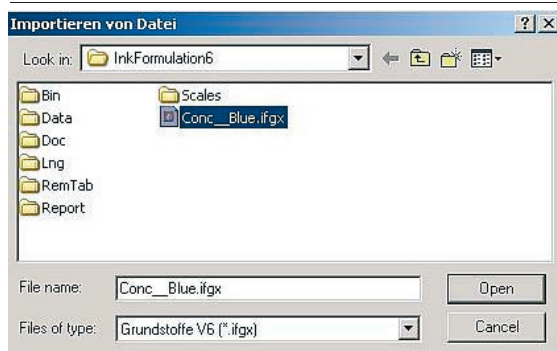 Importieren von Datei
Look in: InkFormulation6
Bin
Data
Doc
Lng
RemTab
Report
Scales
Conc__Blue.ifgx
File name: Conc__Blue.ifgx Open
Files of type: Grundstoffe V6 (*.ifgx) Cancel